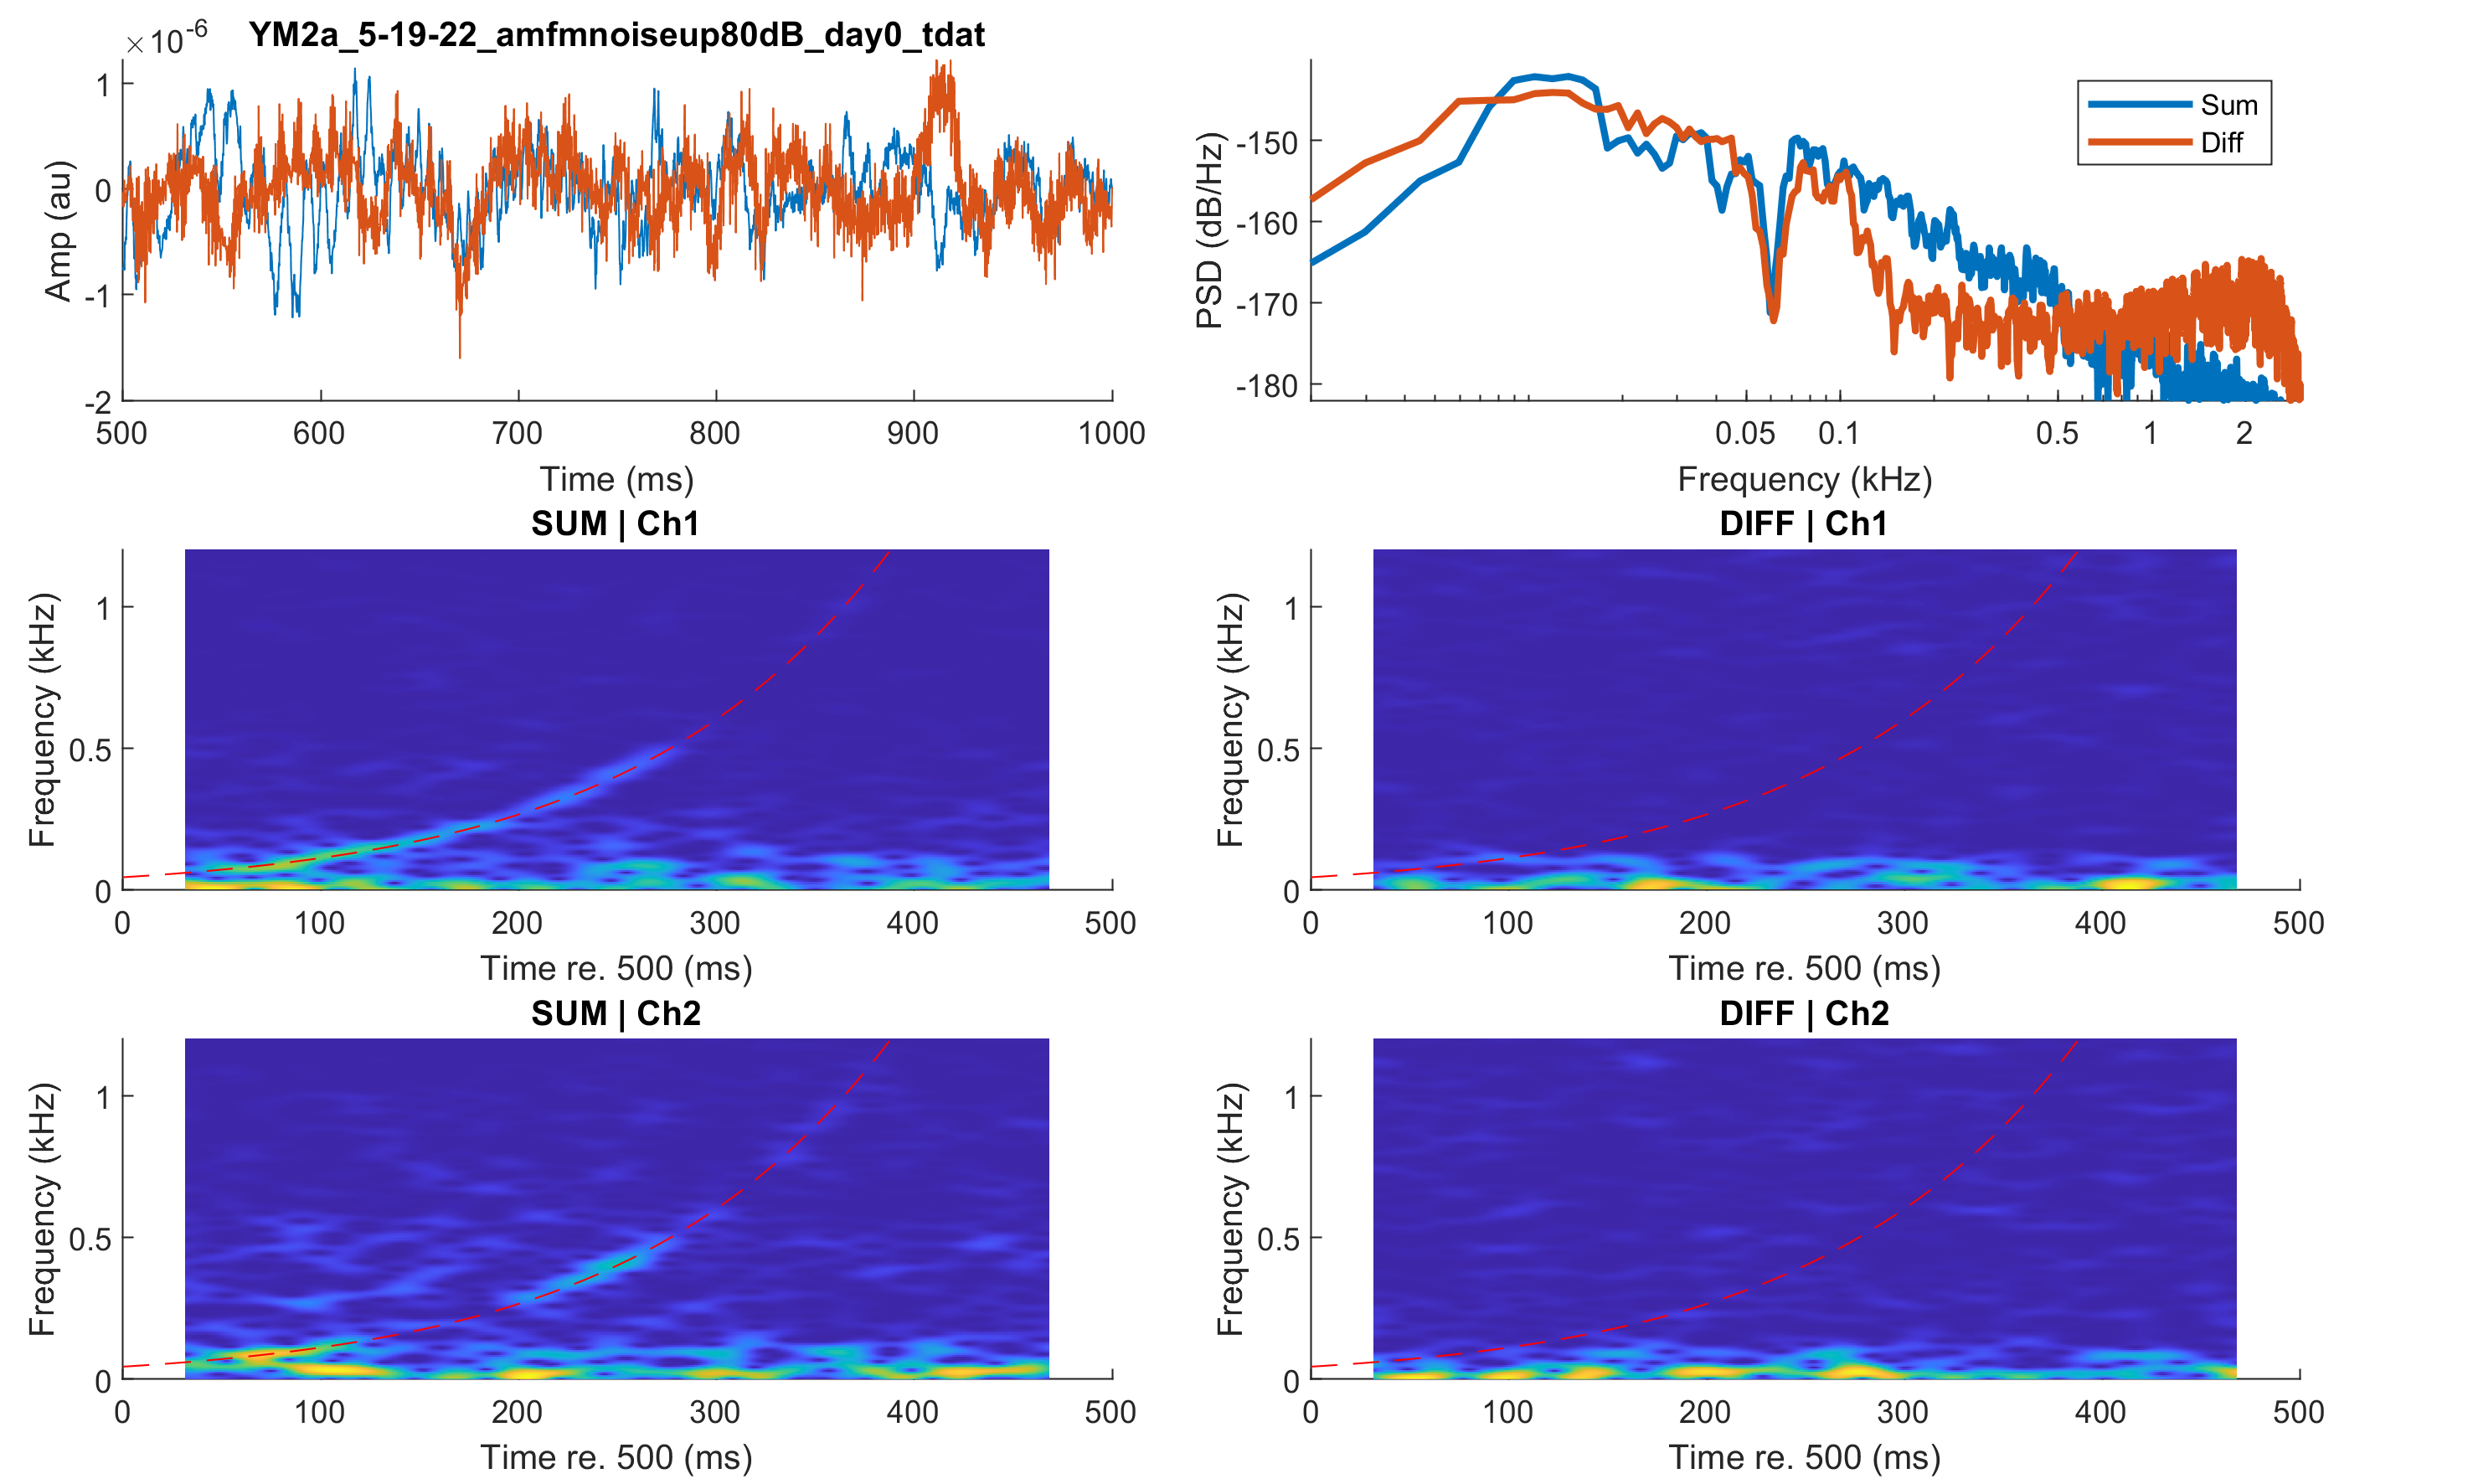 ×10-6
YM2a_5-19-22_amfmnoiseup80dB_day0_tdat
1
0
-1
-2
Amp (au)
500 600 700 800 900 1000
Time (ms)
Sum
Diff
-150
-160
-170
-180
PSD (dB/Hz)
0.05 0.1 0.5 1 2
Frequency (kHz)
SUM | Ch1
1
0.5
0
Frequency (kHz)
0 100 200 300 400 500
Time re. 500 (ms)
DIFF | Ch1
1
0.5
0
Frequency (kHz)
0 100 200 300 400 500
Time re. 500 (ms)
SUM | Ch2
1
0.5
0
Frequency (kHz)
0 100 200 300 400 500
Time re. 500 (ms)
DIFF | Ch2
1
0.5
0
Frequency (kHz)
0 100 200 300 400 500
Time re. 500 (ms)